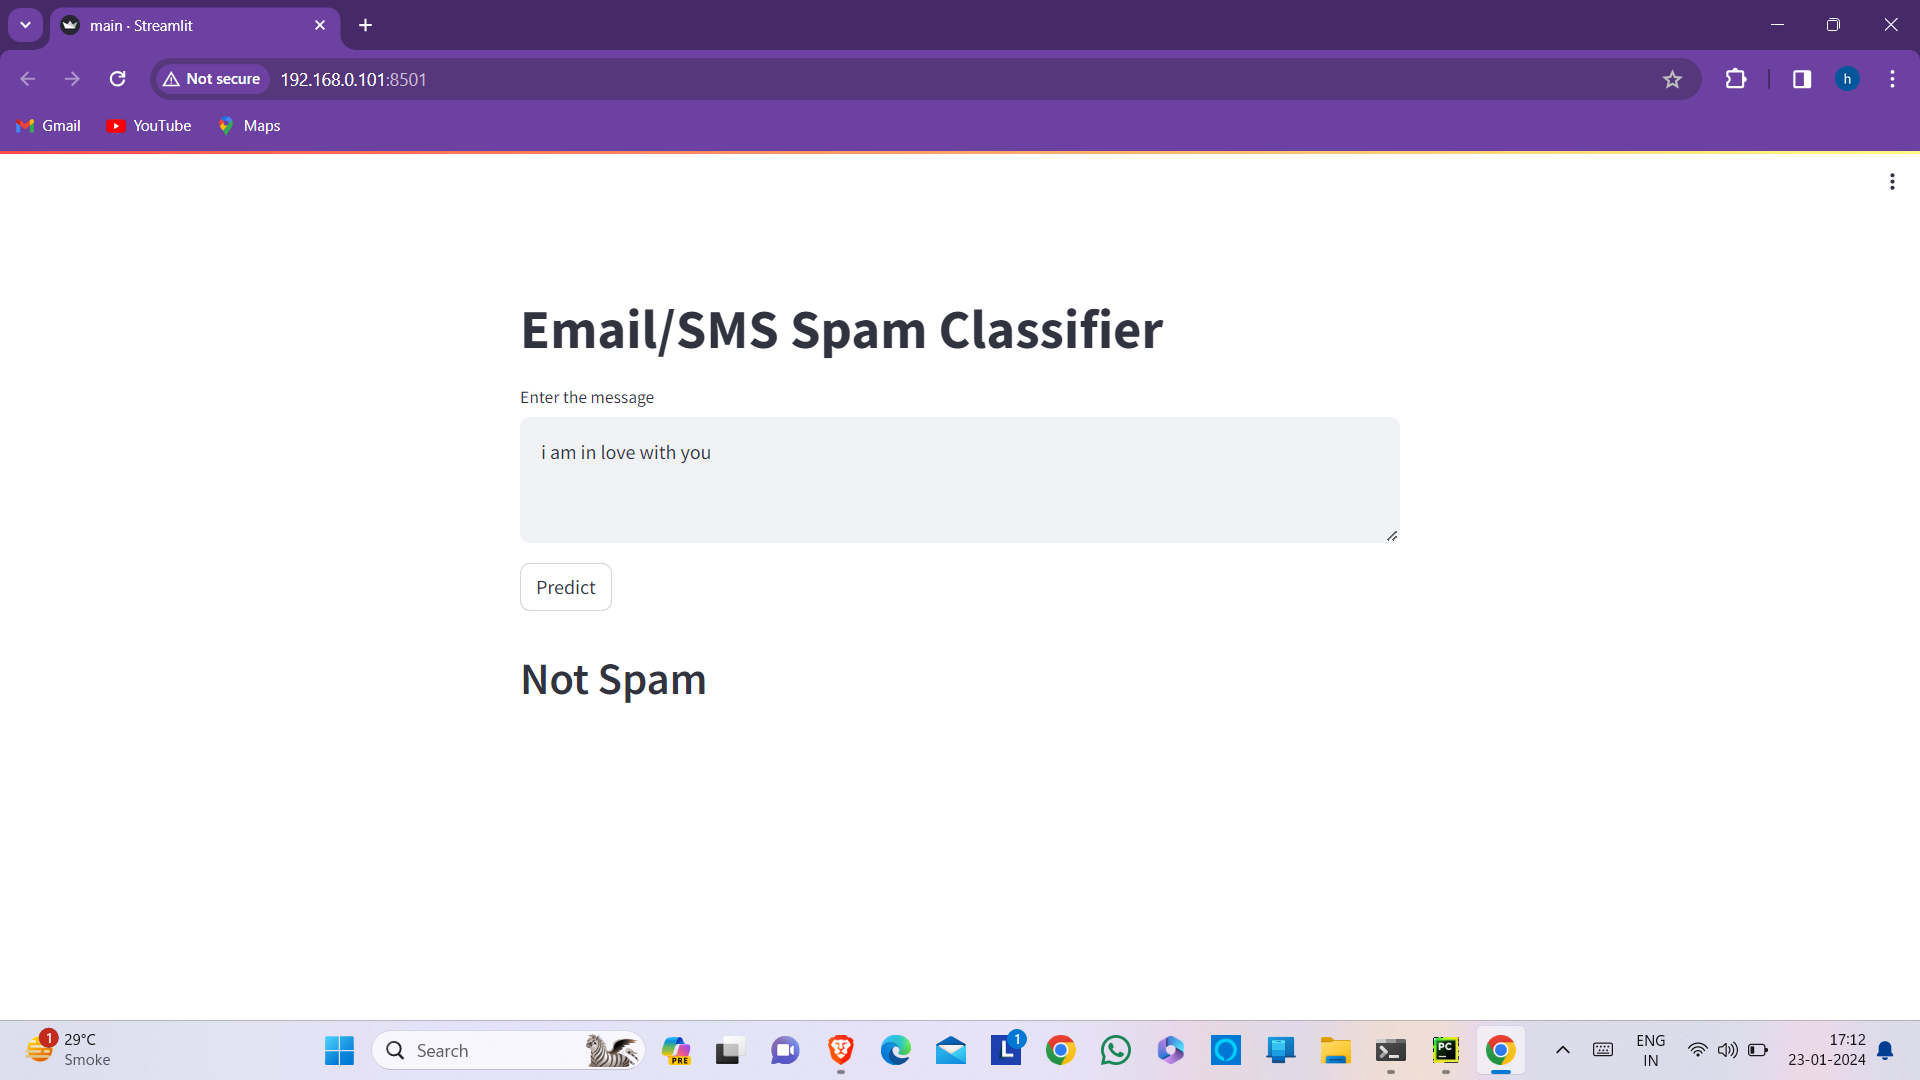 main · Streamlit
Not secure
192.168.0.101:8501
h
Gmail
YouTube
Maps
Email/SMS Spam Classifier
Enter the message
i am in love with you
Predict
Not Spam
1
29°C
Smoke
Search
PRE
L
1
PC
ENG
IN
17:12
23-01-2024